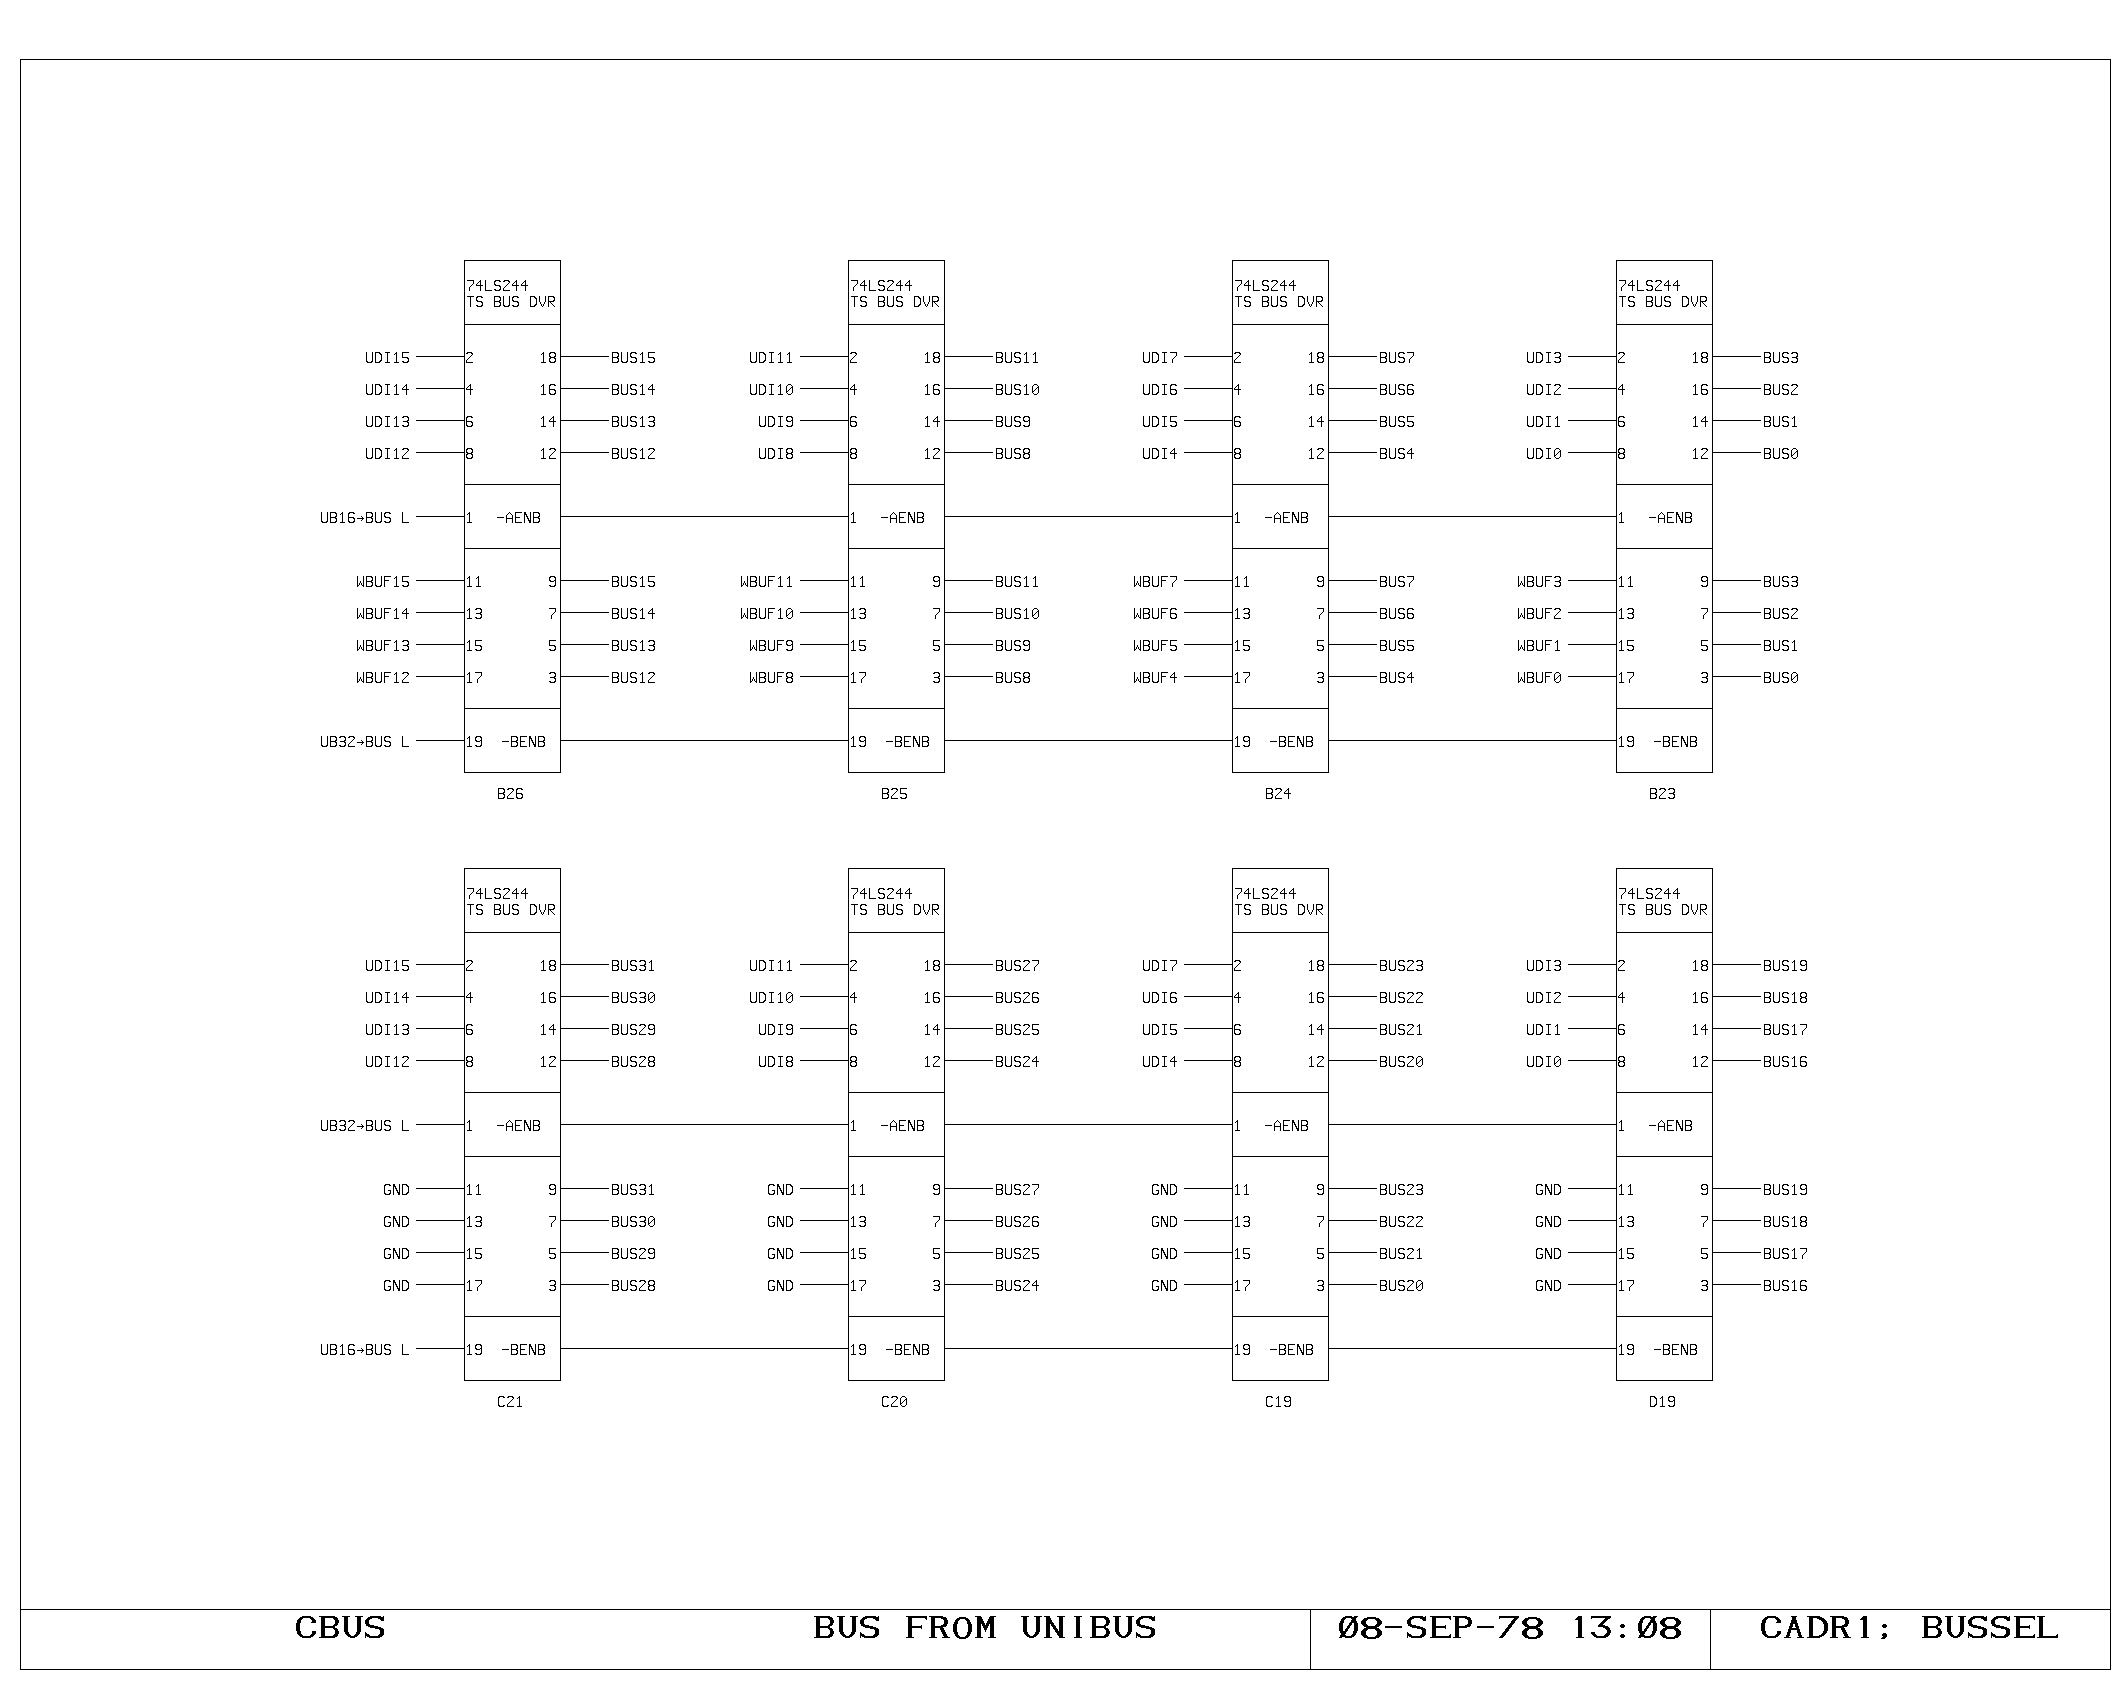 74LS244 74LS244 74LS244 74LS244
TS BUS DVR TS BUS DVR TS BUS DVR TS BUS DVR
UDI15 2 18 BUS15 UDI11 2 18 BUS11 UDI7 2 18 BUS7 UDI3 2 18 BUS3
UDI14 4 16 BUS14 UDI10 4 16 BUS10 UDI6 4 16 BUS6 UDI2 4 16 BUS2
UDI13 6 14 BUS13 UDI9 6 14 BUS9 UDI5 6 14 BUS5 UDI1 6 14 BUS1
UDI12 8 12 BUS12 UDI8 8 12 BUS8 UDI4 8 12 BUS4 UDI0 8 12 BUS0
UB16→BUS L 1 -AENB 1 -AENB 1 -AENB 1 -AENB
WBUF15 11 9 BUS15 WBUF11 11 9 BUS11 WBUF7 11 9 BUS7 WBUF3 11 9 BUS3
WBUF14 13 7 BUS14 WBUF10 13 7 BUS10 WBUF6 13 7 BUS6 WBUF2 13 7 BUS2
WBUF13 15 5 BUS13 WBUF9 15 5 BUS9 WBUF5 15 5 BUS5 WBUF1 15 5 BUS1
WBUF12 17 3 BUS12 WBUF8 17 3 BUS8 WBUF4 17 3 BUS4 WBUF0 17 3 BUS0
UB32→BUS L 19 -BENB 19 -BENB 19 -BENB 19 -BENB
B26 B25 B24 B23
74LS244 74LS244 74LS244 74LS244
TS BUS DVR TS BUS DVR TS BUS DVR TS BUS DVR
UDI15 2 18 BUS31 UDI11 2 18 BUS27 UDI7 2 18 BUS23 UDI3 2 18 BUS19
UDI14 4 16 BUS30 UDI10 4 16 BUS26 UDI6 4 16 BUS22 UDI2 4 16 BUS18
UDI13 6 14 BUS29 UDI9 6 14 BUS25 UDI5 6 14 BUS21 UDI1 6 14 BUS17
UDI12 8 12 BUS28 UDI8 8 12 BUS24 UDI4 8 12 BUS20 UDI0 8 12 BUS16
UB32→BUS L 1 -AENB 1 -AENB 1 -AENB 1 -AENB
GND 11 9 BUS31 GND 11 9 BUS27 GND 11 9 BUS23 GND 11 9 BUS19
GND 13 7 BUS30 GND 13 7 BUS26 GND 13 7 BUS22 GND 13 7 BUS18
GND 15 5 BUS29 GND 15 5 BUS25 GND 15 5 BUS21 GND 15 5 BUS17
GND 17 3 BUS28 GND 17 3 BUS24 GND 17 3 BUS20 GND 17 3 BUS16
UB16→BUS L 19 -BENB 19 -BENB 19 -BENB 19 -BENB
C21 C20 C19 D19
CBUS BUS FROM UNIBUS Ø8-SEP-78 13:Ø8 CADR1; BUSSEL